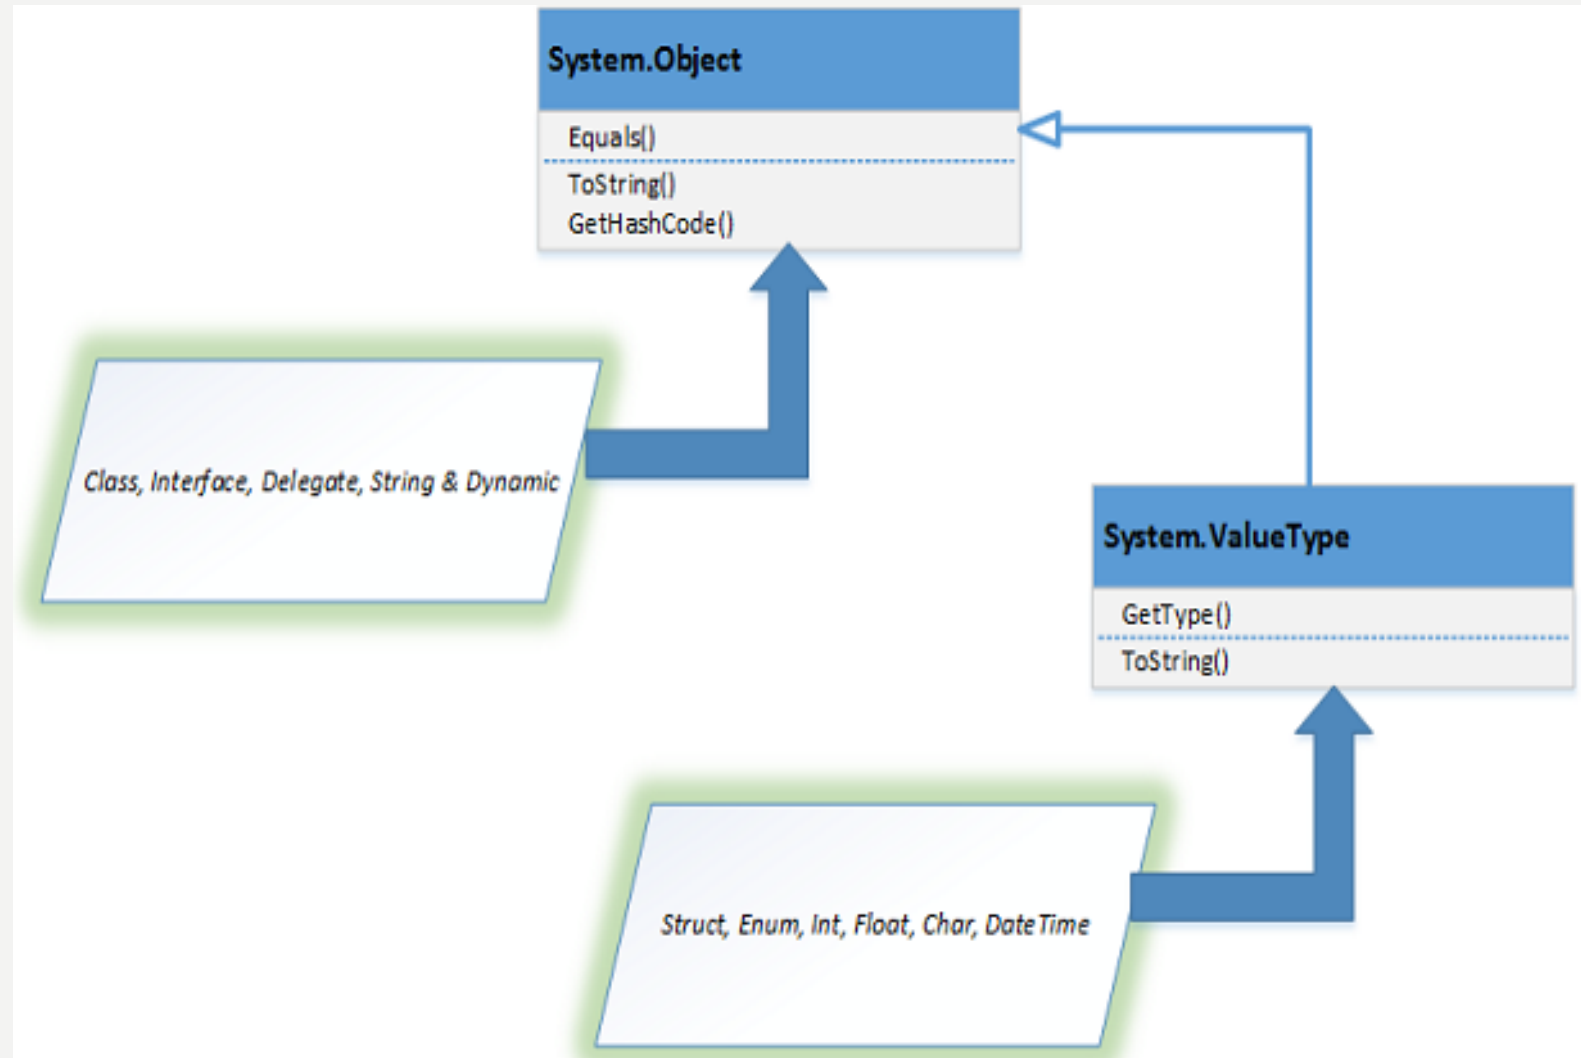 System.Object
Equals()
ToString()
GetHashCode()
Class, Interface, Delegate, String & Dynamic
System.ValueType
GetType()
ToString()
Struct, Enum, Int, Float, Char, DateTime